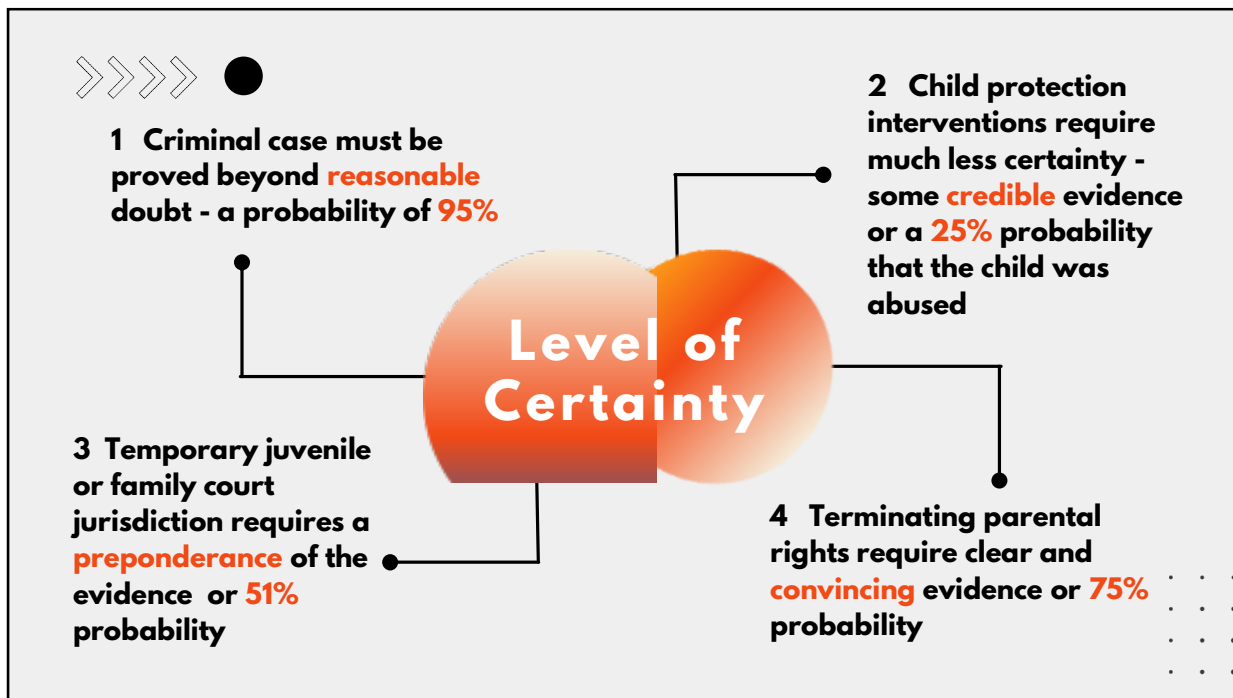 1 Criminal case must be
proved beyond reasonable
doubt - a probability of 95%
2 Child protection
interventions require
much less certainty -
some credible evidence
or a 25% probability
that the child was
abused
Level of
Certainty
3 Temporary juvenile
or family court
jurisdiction requires a
preponderance of the
evidence or 51%
probability
4 Terminating parental
rights require clear and
convincing evidence or 75%
probability